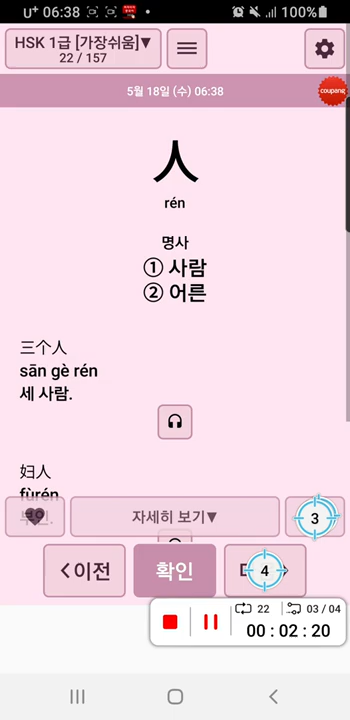 U+ 06:38 100%
HSK 1급 [가장쉬움]▼
22 / 157
5월 18일 (수) 06:38
coupang
人
rén
명사
① 사람
② 어른
三个人
sān gè rén
세 사람.
妇人
fùrén
부인.
자세히 보기▼
3
<이전
확인
4
22 03 / 04
00 : 02 : 20